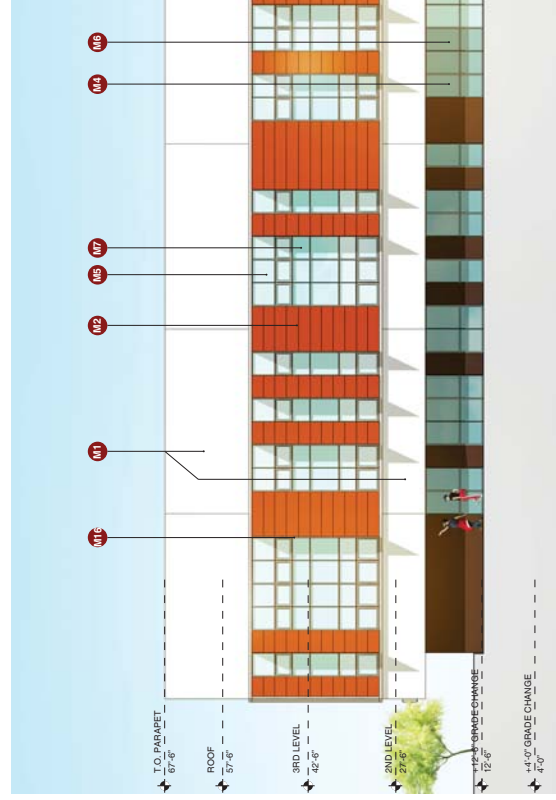 M16
M1
M2
M5
M7
M4
M6
T.O. PARAPET
67'-6"
ROOF
57'-6"
3RD LEVEL
42'-6"
2ND LEVEL
27'-6"
+12'-6" GRADE CHANGE
12'-6"
+4'-0" GRADE CHANGE
4'-0"